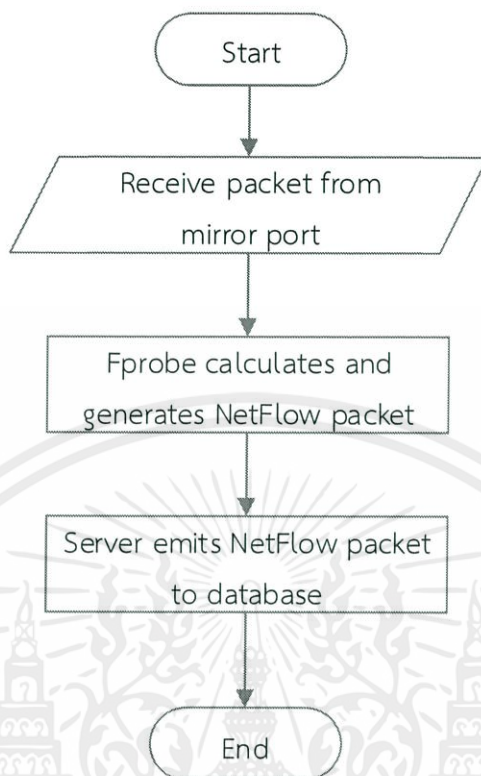 Start
Receive packet from
mirror port
Fprobe calculates and
generates NetFlow packet
Server emits NetFlow packet
to database
End